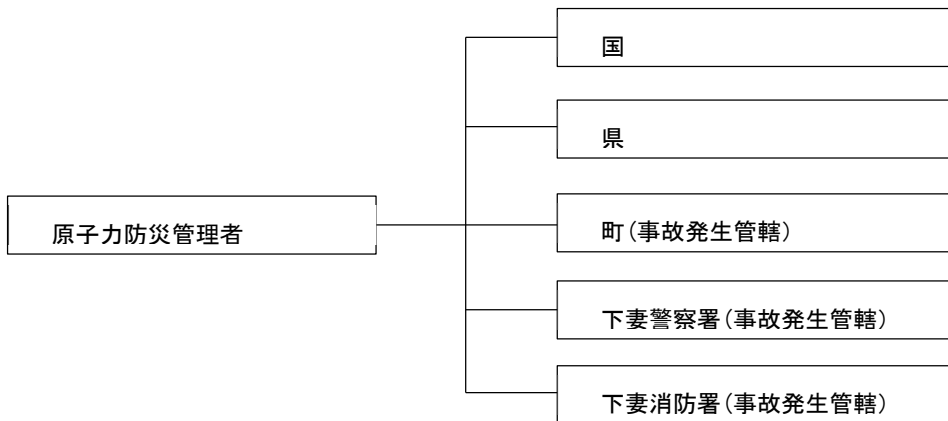 国
県
原子力防災管理者
町（事故発生管轄）
下妻警察署（事故発生管轄）
下妻消防署（事故発生管轄）